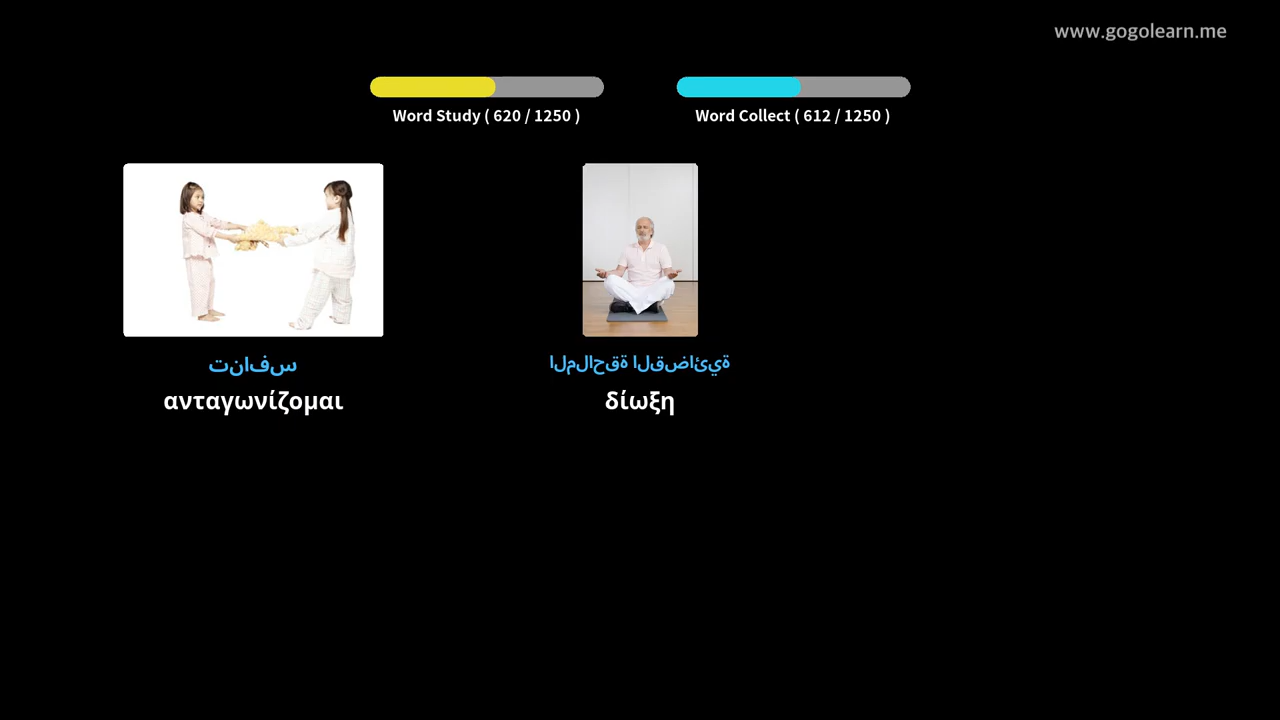 www.gogolearn.me
Word Study ( 620 / 1250 )
Word Collect ( 612 / 1250 )
تنافس
ανταγωνίζομαι
الملاحقة القضائية
δίωξη